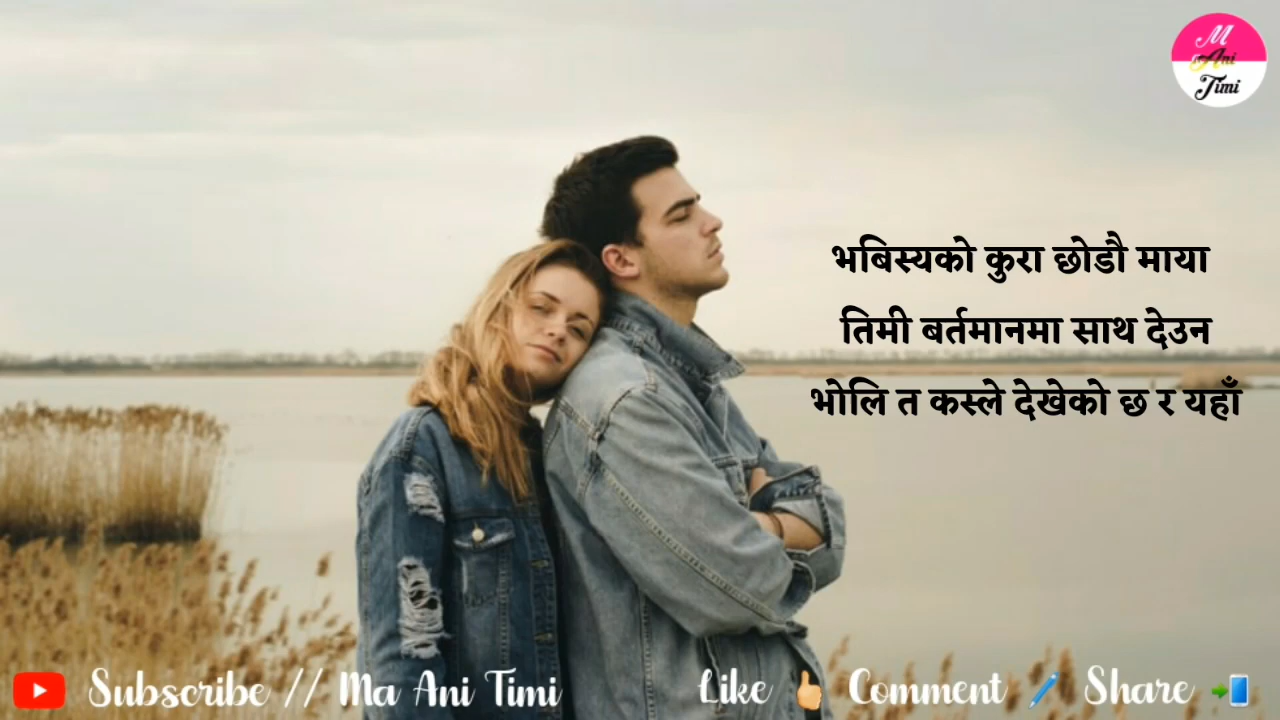 M
Ani
Timi
भबिस्यको कुरा छोडौ माया
तिमी बर्तमानमा साथ देउन
भोलि त कस्ले देखेको छ र यहाँ
Subscribe // Ma Ani Timi
Like Comment Share